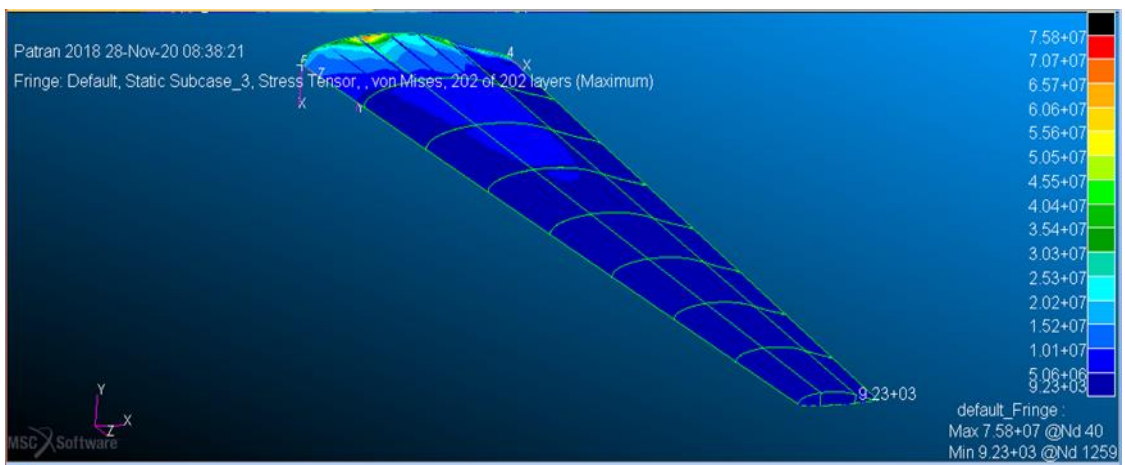 Patran 2018 28-Nov-20 08:38:21
Fringe: Default, Static Subcase_3, Stress Tensor, , von Mises, 202 of 202 layers (Maximum)
4
X
Z
X
Y
7.58+07
7.07+07
6.57+07
6.06+07
5.56+07
5.05+07
4.55+07
4.04+07
3.54+07
3.03+07
2.53+07
2.02+07
1.52+07
1.01+07
5.06+06
9.23+03
9.23+03
default_Fringe :
Max 7.58+07 @Nd 40
Min 9.23+03 @Nd 1259
Y
X
Z
MSC Software